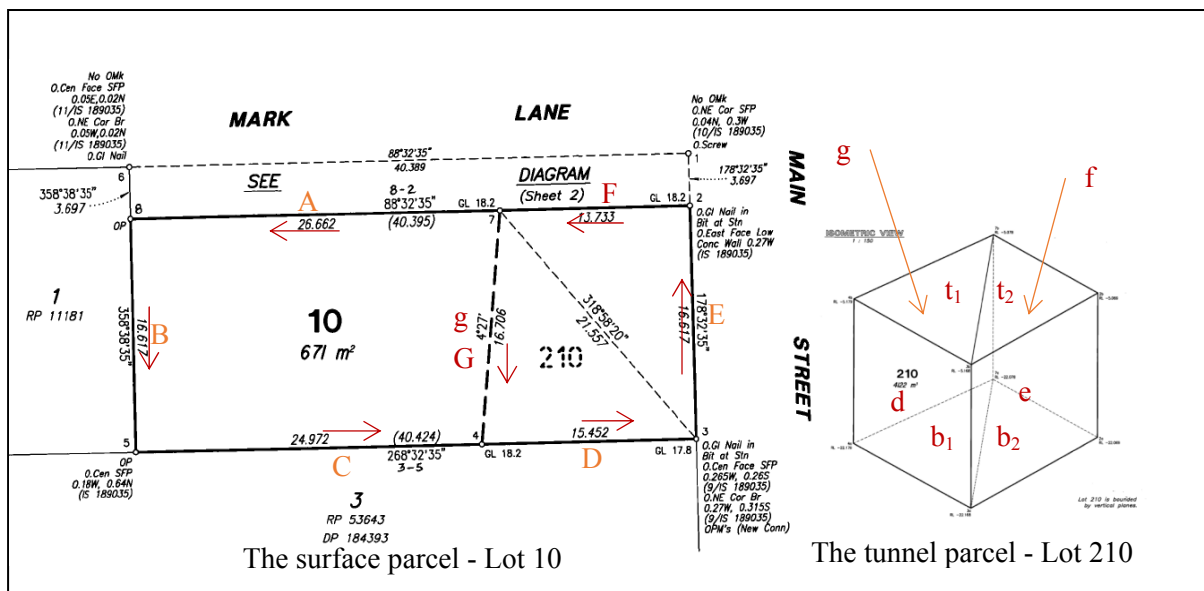 No OMk
O.Cen Face SFP
0.05E,0.02N
(11/IS 189035)
O.NE Cor Br
0.05W,0.02N
(11/IS 189035)
O.GI Nail
6
MARK LANE
88°32'35"
40.389
No OMk
O.NE Cor SFP
0.04N, 0.3W
(10/IS 189035)
O.Screw
1
178°32'35"
3.697
358°38'35"
3.697
SEE DIAGRAM
(Sheet 2)
8-2
A
88°32'35"
F
GL 18.2
GL 18.2
2
8
OP
26.662
(40.395)
7
13.733
O.GI Nail in
Bit at Stn
O.East Face Low
Conc Wall 0.27W
(IS 189035)
1
RP 11181
358°38'35"
16.617
B
10
671 m²
g
G
4°27'
16.706
318°58'20"
21.557
210
E
16.617
178°32'35"
5
OP
24.972
(40.424)
C
268°32'35"
3-5
4
GL 18.2
15.452
D
GL 17.8
3
O.Cen SFP
0.18W, 0.64N
(IS 189035)
O.GI Nail in
Bit at Stn
O.Cen Face SFP
0.265W, 0.26S
(9/IS 189035)
O.NE Cor Br
0.27W, 0.315S
(9/IS 189035)
OPM's (New Conn)
3
RP 53643
DP 184393
The surface parcel - Lot 10
MAIN
STREET
g
f
ISOMETRIC VIEW
1 : 150
t₁
t₂
210
d
e
b₁
b₂
Lot 210 is bounded
by vertical planes.
The tunnel parcel - Lot 210